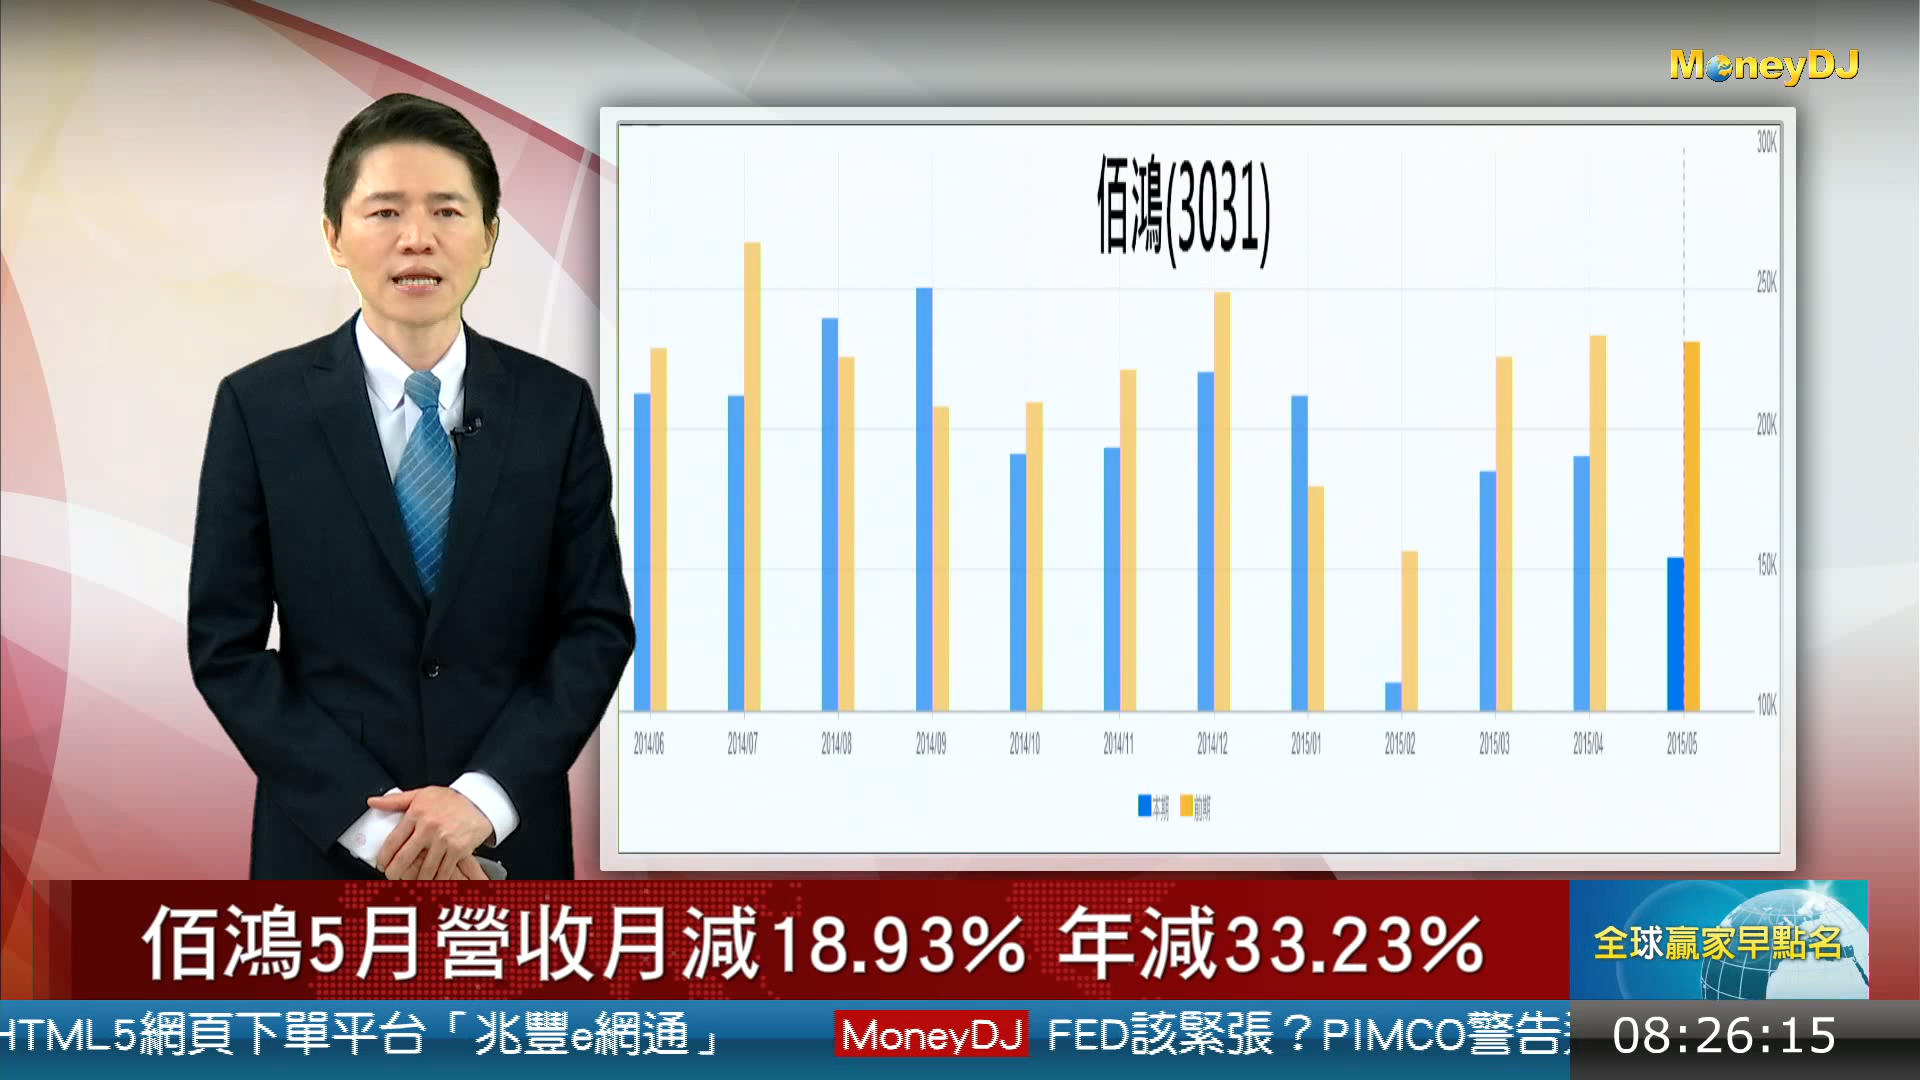 MoneyDJ
佰鴻(3031)
300K
250K
200K
150K
100K
2014/06 2014/07 2014/08 2014/09 2014/10 2014/11 2014/12 2015/01 2015/02 2015/03 2015/04 2015/05
本期 前期
佰鴻5月營收月減18.93% 年減33.23%
全球贏家早點名
HTML5網頁下單平台「兆豐e網通」 MoneyDJ FED該緊張？PIMCO警告
08:26:15